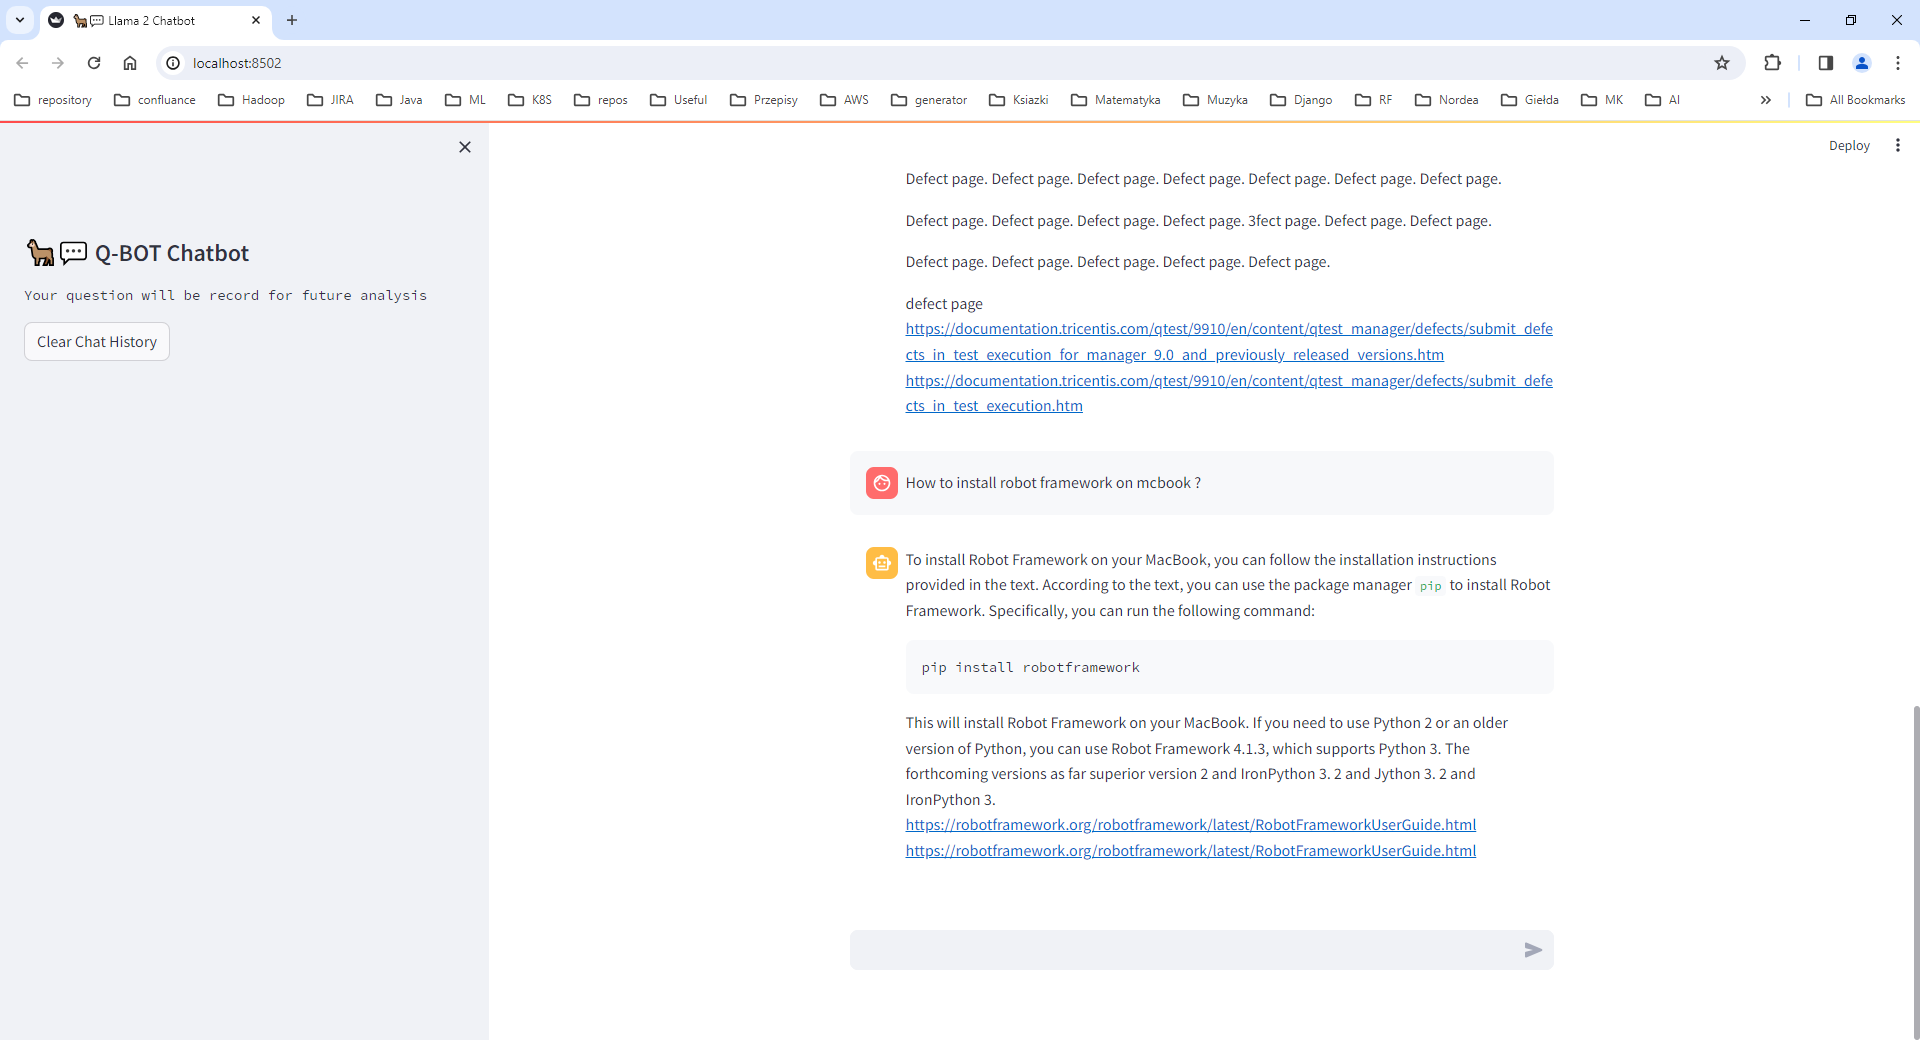 Llama 2 Chatbot
localhost:8502
repository confluance Hadoop JIRA Java ML K8S repos Useful Przepisy AWS generator Ksiazki Matematyka Muzyka Django RF Nordea Giełda MK AI All Bookmarks
Deploy
Q-BOT Chatbot
Your question will be record for future analysis
Clear Chat History
Defect page. Defect page. Defect page. Defect page. Defect page. Defect page. Defect page.
Defect page. Defect page. Defect page. Defect page. 3fect page. Defect page. Defect page.
Defect page. Defect page. Defect page. Defect page. Defect page.
defect page
https://documentation.tricentis.com/qtest/9910/en/content/qtest_manager/defects/submit_defe
cts_in_test_execution_for_manager_9.0_and_previously_released_versions.htm
https://documentation.tricentis.com/qtest/9910/en/content/qtest_manager/defects/submit_defe
cts_in_test_execution.htm
How to install robot framework on mcbook ?
To install Robot Framework on your MacBook, you can follow the installation instructions
provided in the text. According to the text, you can use the package manager pip to install Robot
Framework. Specifically, you can run the following command:
pip install robotframework
This will install Robot Framework on your MacBook. If you need to use Python 2 or an older
version of Python, you can use Robot Framework 4.1.3, which supports Python 3. The
forthcoming versions as far superior version 2 and IronPython 3. 2 and Jython 3. 2 and
IronPython 3.
https://robotframework.org/robotframework/latest/RobotFrameworkUserGuide.html
https://robotframework.org/robotframework/latest/RobotFrameworkUserGuide.html